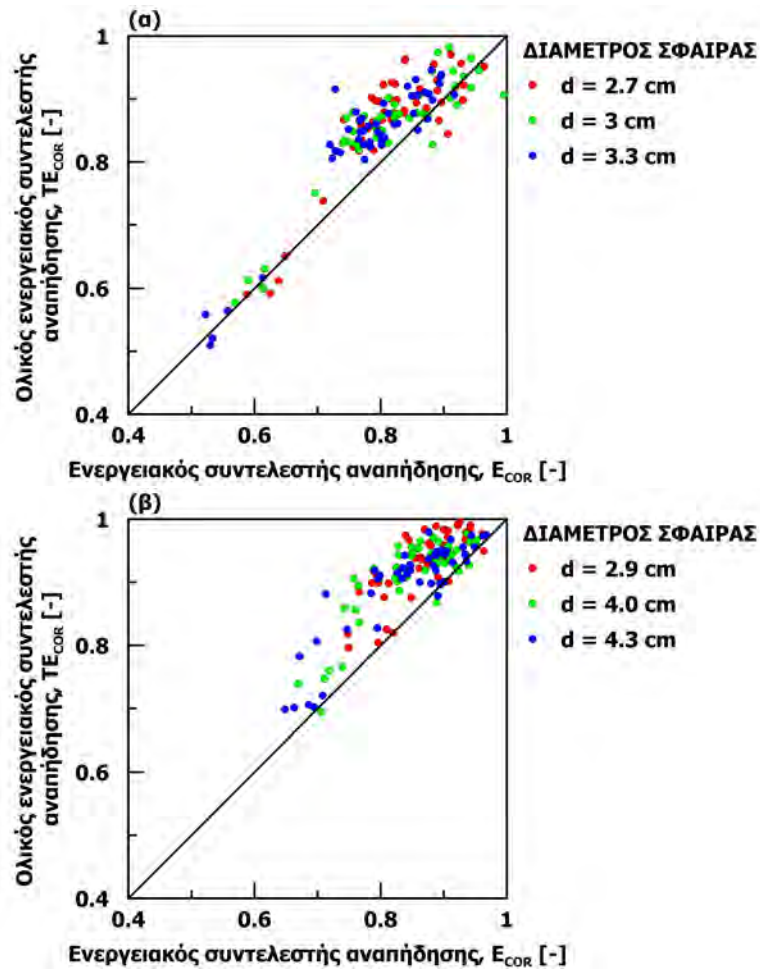 (α)
Ολικός ενεργειακός συντελεστής
αναπήδησης, TE_COR [-]
1
0.8
0.6
0.4
0.4 0.6 0.8 1
Ενεργειακός συντελεστής αναπήδησης, E_COR [-]
ΔΙΑΜΕΤΡΟΣ ΣΦΑΙΡΑΣ
d = 2.7 cm
d = 3 cm
d = 3.3 cm
(β)
Ολικός ενεργειακός συντελεστής
αναπήδησης, TE_COR [-]
1
0.8
0.6
0.4
0.4 0.6 0.8 1
Ενεργειακός συντελεστής αναπήδησης, E_COR [-]
ΔΙΑΜΕΤΡΟΣ ΣΦΑΙΡΑΣ
d = 2.9 cm
d = 4.0 cm
d = 4.3 cm